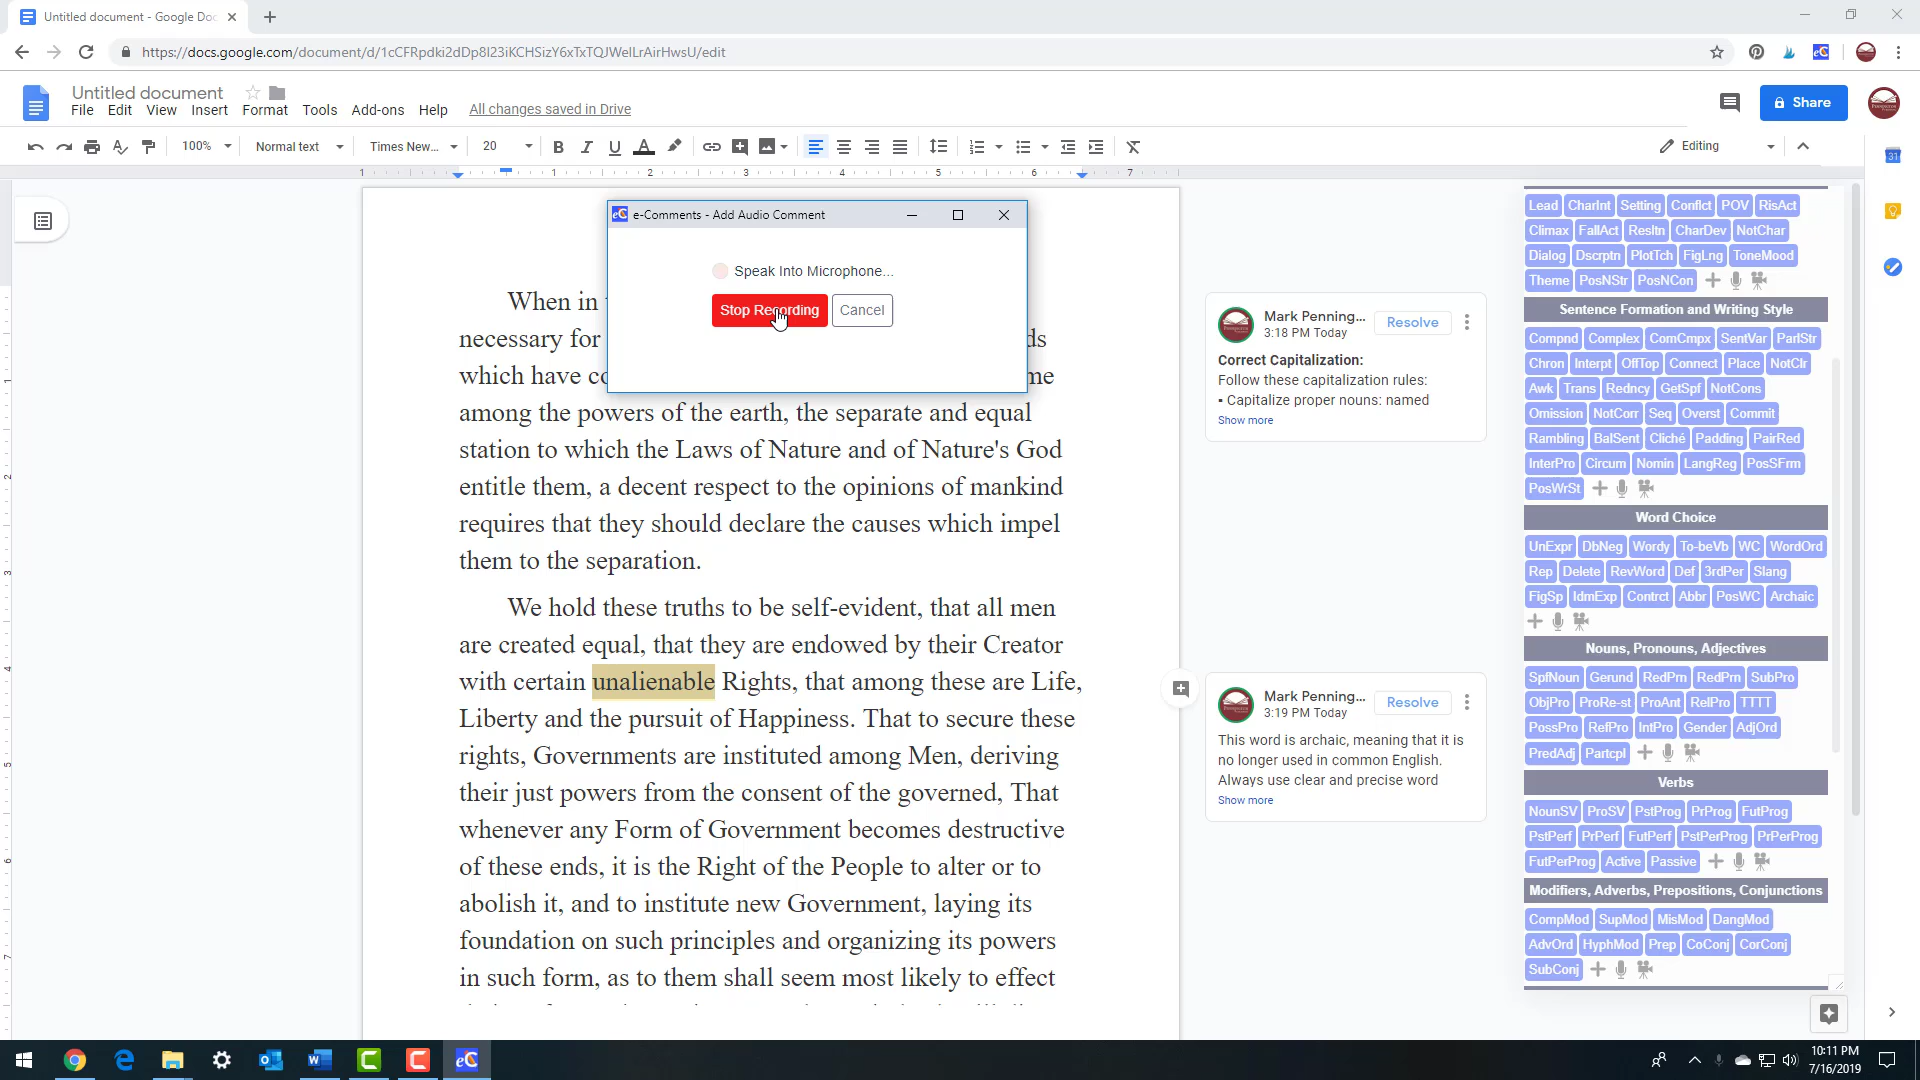 Untitled document - Google Doc
https://docs.google.com/document/d/1cCFRpdki2dDp8I23iKCHSizY6xTxTQJWelLrAirHwsU/edit
Untitled document
File Edit View Insert Format Tools Add-ons Help All changes saved in Drive
Share
100% Normal text Times New... 20 B I U A Editing
1 1 2 3 4 5 6 7
e-Comments - Add Audio Comment
Speak Into Microphone...
Stop Recording Cancel
When in
necessary for
which have
among the powers of the earth, the separate and equal
station to which the Laws of Nature and of Nature's God
entitle them, a decent respect to the opinions of mankind
requires that they should declare the causes which impel
them to the separation.
We hold these truths to be self-evident, that all men
are created equal, that they are endowed by their Creator
with certain unalienable Rights, that among these are Life,
Liberty and the pursuit of Happiness. That to secure these
rights, Governments are instituted among Men, deriving
their just powers from the consent of the governed, That
whenever any Form of Government becomes destructive
of these ends, it is the Right of the People to alter or to
abolish it, and to institute new Government, laying its
foundation on such principles and organizing its powers
in such form, as to them shall seem most likely to effect
Mark Penning... Resolve
3:18 PM Today
Correct Capitalization:
Follow these capitalization rules:
▪ Capitalize proper nouns: named
Show more
Mark Penning... Resolve
3:19 PM Today
This word is archaic, meaning that it is
no longer used in common English.
Always use clear and precise word
Show more
Lead CharInt Setting Conflct POV RisAct
Climax FallAct Resltn CharDev NotChar
Dialog Dscrptn PlotTch FigLng ToneMood
Theme PosNStr PosNCon
Sentence Formation and Writing Style
Compnd Complex ComCmpx SentVar ParlStr
Chron Interpt OffTop Connect Place NotClr
Awk Trans Redncy GetSpf NotCons
Omission NotCorr Seq Overst Commit
Rambling BalSent Cliché Padding PairRed
InterPro Circum Nomin LangReg PosSFrm
PosWrSt
Word Choice
UnExpr DbNeg Wordy To-beVb WC WordOrd
Rep Delete RevWord Def 3rdPer Slang
FigSp IdmExp Contrct Abbr PosWC Archaic
Nouns, Pronouns, Adjectives
SpfNoun Gerund RedPrn RedPrn SubPro
ObjPro ProRe-st ProAnt RelPro TTTT
PossPro RefPro IntPro Gender AdjOrd
PredAdj Partcpl
Verbs
NounSV ProSV PstProg PrProg FutProg
PstPerf PrPerf FutPerf PstPerProg PrPerProg
FutPerProg Active Passive
Modifiers, Adverbs, Prepositions, Conjunctions
CompMod SupMod MisMod DangMod
AdvOrd HyphMod Prep CoConj CorConj
SubConj
10:11 PM
7/16/2019